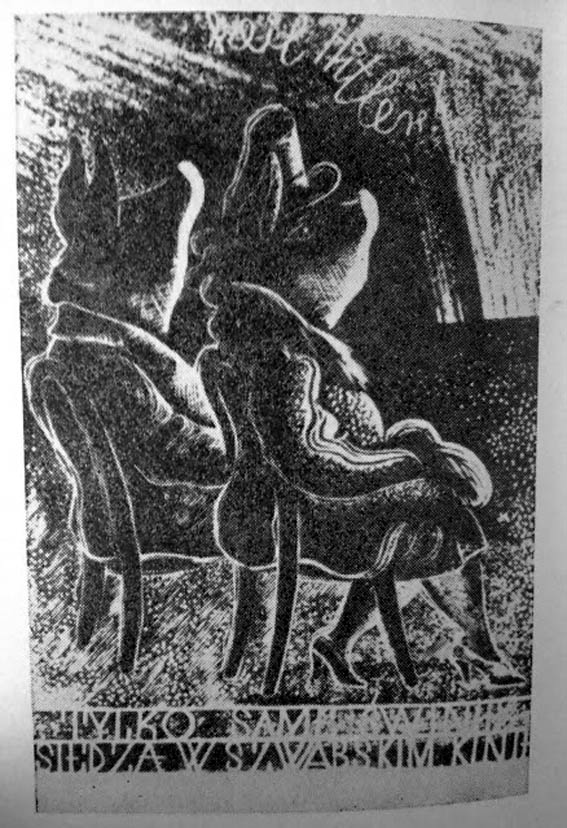 Heil Hitler
TYLKO SAME ŚWINIE
SIEDZĄ W SZWABSKIM KINIE